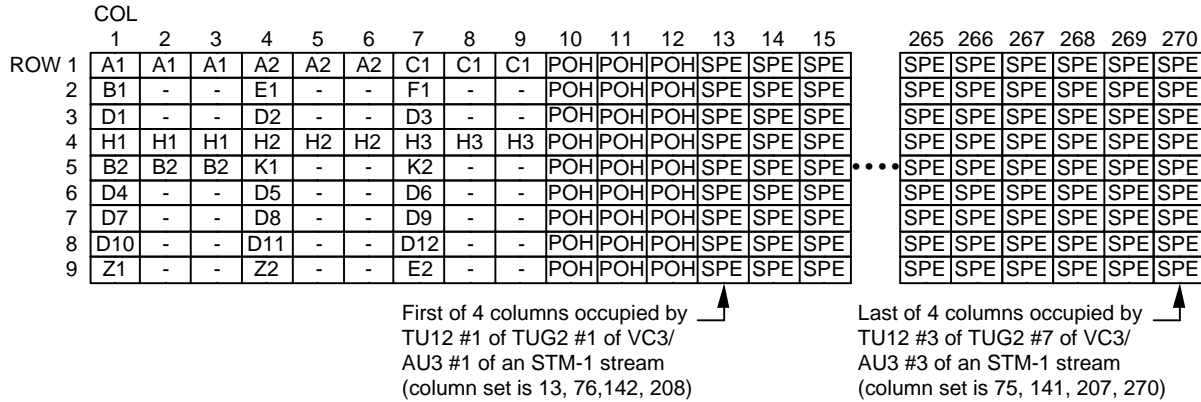 COL
1 2 3 4 5 6 7 8 9 10 11 12 13 14 15 265 266 267 268 269 270
ROW 1 A1 A1 A1 A2 A2 A2 C1 C1 C1 POH POH POH SPE SPE SPE SPE SPE SPE SPE SPE SPE
2 B1 - - E1 - - F1 - - POH POH POH SPE SPE SPE SPE SPE SPE SPE SPE SPE
3 D1 - - D2 - - D3 - - POH POH POH SPE SPE SPE SPE SPE SPE SPE SPE SPE
4 H1 H1 H1 H2 H2 H2 H3 H3 H3 POH POH POH SPE SPE SPE SPE SPE SPE SPE SPE SPE
5 B2 B2 B2 K1 - - K2 - - POH POH POH SPE SPE SPE •••• SPE SPE SPE SPE SPE SPE
6 D4 - - D5 - - D6 - - POH POH POH SPE SPE SPE SPE SPE SPE SPE SPE SPE
7 D7 - - D8 - - D9 - - POH POH POH SPE SPE SPE SPE SPE SPE SPE SPE SPE
8 D10 - - D11 - - D12 - - POH POH POH SPE SPE SPE SPE SPE SPE SPE SPE SPE
9 Z1 - - Z2 - - E2 - - POH POH POH SPE SPE SPE SPE SPE SPE SPE SPE SPE
First of 4 columns occupied by
TU12 #1 of TUG2 #1 of VC3/
AU3 #1 of an STM-1 stream
(column set is 13, 76,142, 208)
Last of 4 columns occupied by
TU12 #3 of TUG2 #7 of VC3/
AU3 #3 of an STM-1 stream
(column set is 75, 141, 207, 270)